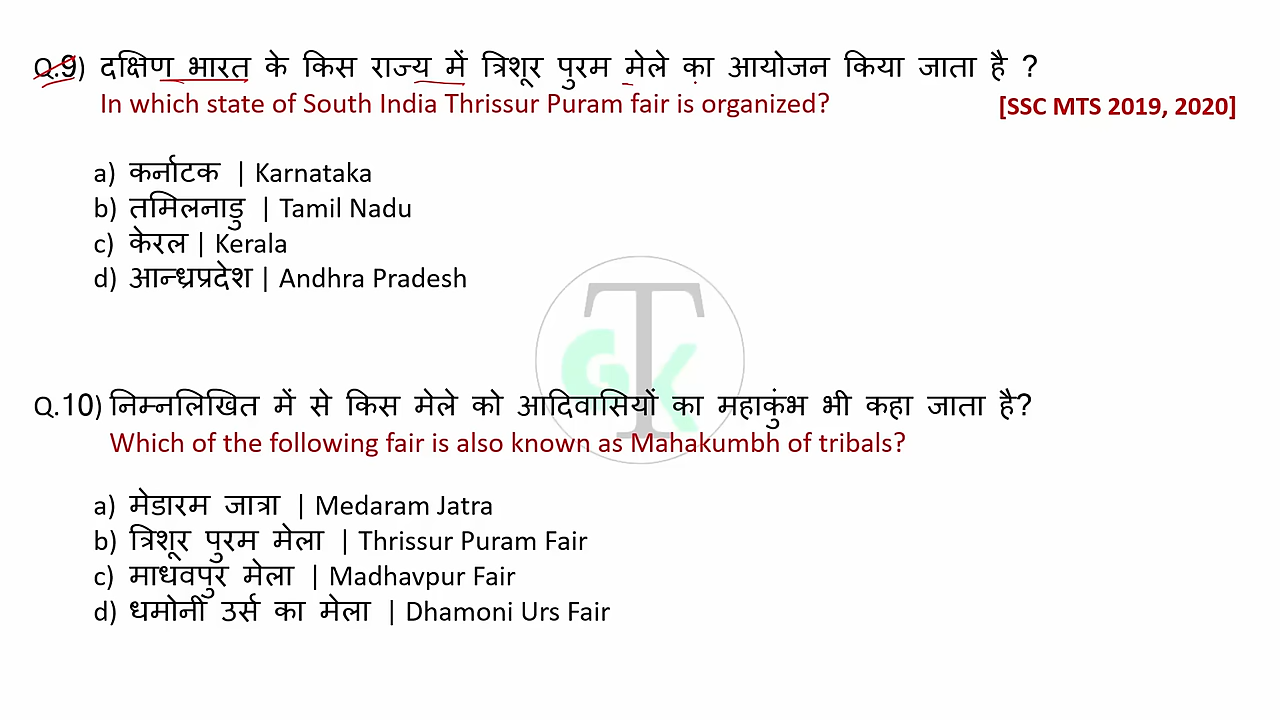 Q.9) दक्षिण भारत के किस राज्य में त्रिशूर पुरम मेले का आयोजन किया जाता है ?
In which state of South India Thrissur Puram fair is organized? [SSC MTS 2019, 2020]
a) कर्नाटक | Karnataka
b) तमिलनाडु | Tamil Nadu
c) केरल | Kerala
d) आन्ध्रप्रदेश | Andhra Pradesh
T
GK
Q.10) निम्नलिखित में से किस मेले को आदिवासियों का महाकुंभ भी कहा जाता है?
Which of the following fair is also known as Mahakumbh of tribals?
a) मेडारम जात्रा | Medaram Jatra
b) त्रिशूर पुरम मेला | Thrissur Puram Fair
c) माधवपुर मेला | Madhavpur Fair
d) धमोनी उर्स का मेला | Dhamoni Urs Fair